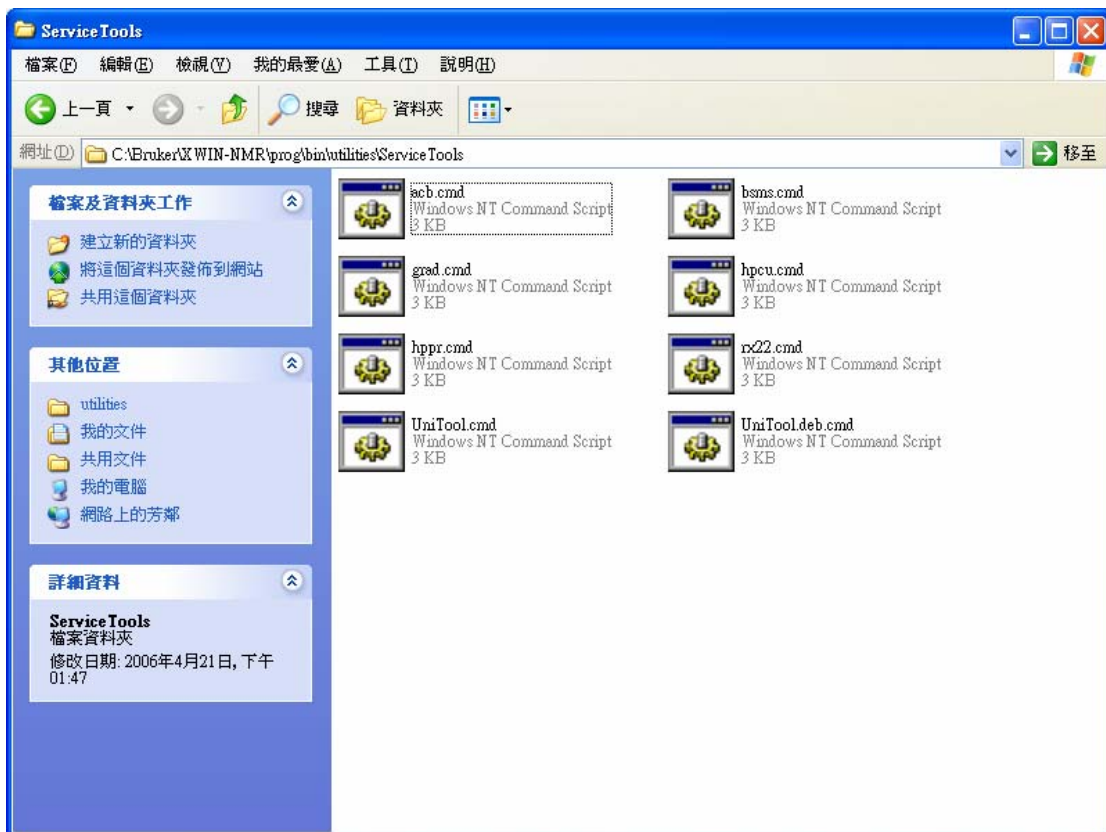 ServiceTools
檔案(F) 編輯(E) 檢視(V) 我的最愛(A) 工具(T) 說明(H)
上一頁 搜尋 資料夾
網址(D) C:\Bruker\XWIN-NMR\prog\bin\utilities\ServiceTools 移至
檔案及資料夾工作
建立新的資料夾
將這個資料夾發佈到網站
共用這個資料夾
其他位置
utilities
我的文件
共用文件
我的電腦
網路上的芳鄰
詳細資料
ServiceTools
檔案資料夾
修改日期: 2006年4月21日, 下午
01:47
acb.cmd
Windows NT Command Script
3 KB
bsms.cmd
Windows NT Command Script
3 KB
grad.cmd
Windows NT Command Script
3 KB
hpcu.cmd
Windows NT Command Script
3 KB
hppr.cmd
Windows NT Command Script
3 KB
rx22.cmd
Windows NT Command Script
3 KB
UniTool.cmd
Windows NT Command Script
3 KB
UniTool.deb.cmd
Windows NT Command Script
3 KB